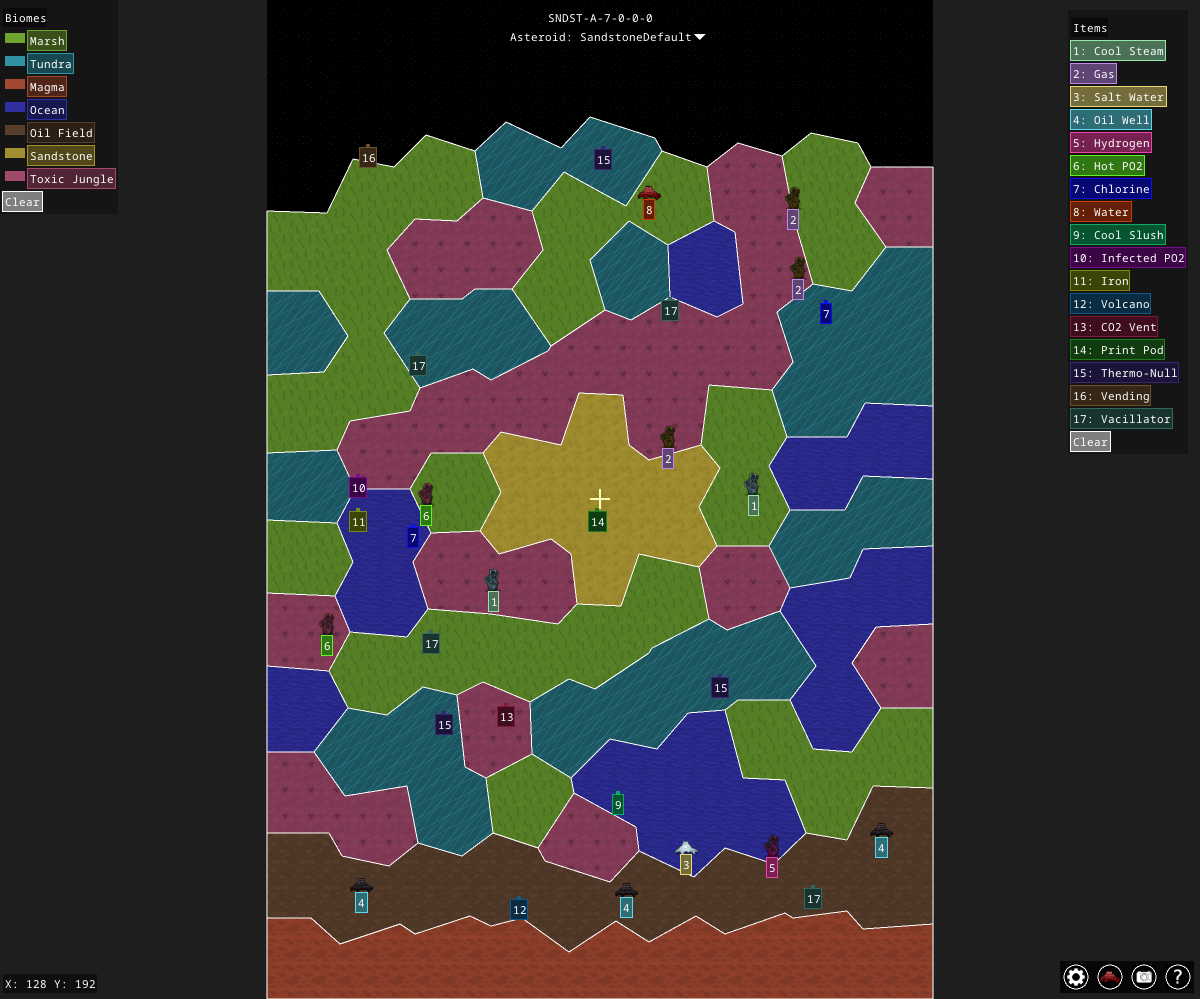 SNDST-A-7-0-0-0
Asteroid: SandstoneDefault
Biomes
Marsh
Tundra
Magma
Ocean
Oil Field
Sandstone
Toxic Jungle
Clear
Items
1: Cool Steam
2: Gas
3: Salt Water
4: Oil Well
5: Hydrogen
6: Hot PO2
7: Chlorine
8: Water
9: Cool Slush
10: Infected PO2
11: Iron
12: Volcano
13: CO2 Vent
14: Print Pod
15: Thermo-Null
16: Vending
17: Vacillator
Clear
16
15
8
2
2
17
7
17
2
10
6
1
11
14
7
1
6
17
15
13
15
9
4
3
5
4
12
4
17
X: 128 Y: 192
?